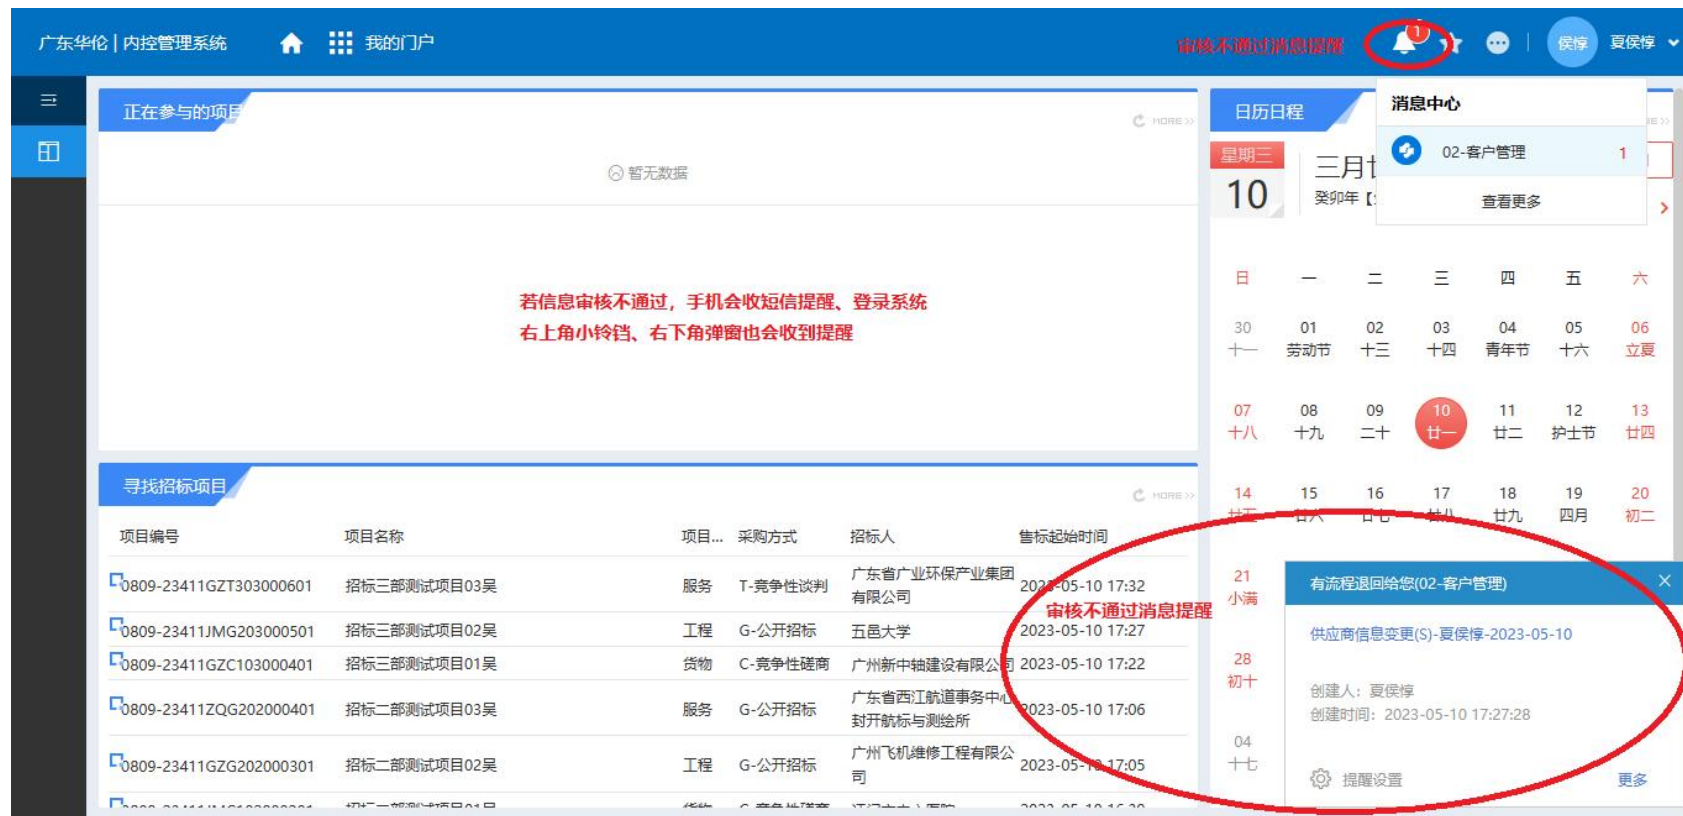 广东华伦 | 内控管理系统
我的门户
审核不通过消息提醒
1
侯惇
夏侯惇
正在参与的项目
MORE >>
暂无数据
若信息审核不通过，手机会收短信提醒、登录系统
右上角小铃铛、右下角弹窗也会收到提醒
日历日程
消息中心
02-客户管理 1
查看更多
星期三
10
三月
癸卯年
日 一 二 三 四 五 六
30 01 02 03 04 05 06
十一 劳动节 十三 十四 青年节 十六 立夏
07 08 09 10 11 12 13
十八 十九 二十 廿一 廿二 护士节 廿四
14 15 16 17 18 19 20
廿五 廿六 廿七 廿八 廿九 四月 初二
21
小满
28
初十
04
十七
寻找招标项目
MORE >>
项目编号 项目名称 项目... 采购方式 招标人 售标起始时间
0809-23411GZT303000601 招标三部测试项目03吴 服务 T-竞争性谈判 广东省广业环保产业集团有限公司 2023-05-10 17:32
审核不通过消息提醒
0809-23411JMG203000501 招标三部测试项目02吴 工程 G-公开招标 五邑大学 2023-05-10 17:27
0809-23411GZC103000401 招标三部测试项目01吴 货物 C-竞争性磋商 广州新中轴建设有限公司 2023-05-10 17:22
0809-23411ZQG202000401 招标二部测试项目03吴 服务 G-公开招标 广东省西江航道事务中心封开航标与测绘所 2023-05-10 17:06
0809-23411GZG202000301 招标二部测试项目02吴 工程 G-公开招标 广州飞机维修工程有限公司 2023-05-10 17:05
有流程退回给您(02-客户管理)
供应商信息变更(S)-夏侯惇-2023-05-10
创建人：夏侯惇
创建时间：2023-05-10 17:27:28
提醒设置 更多